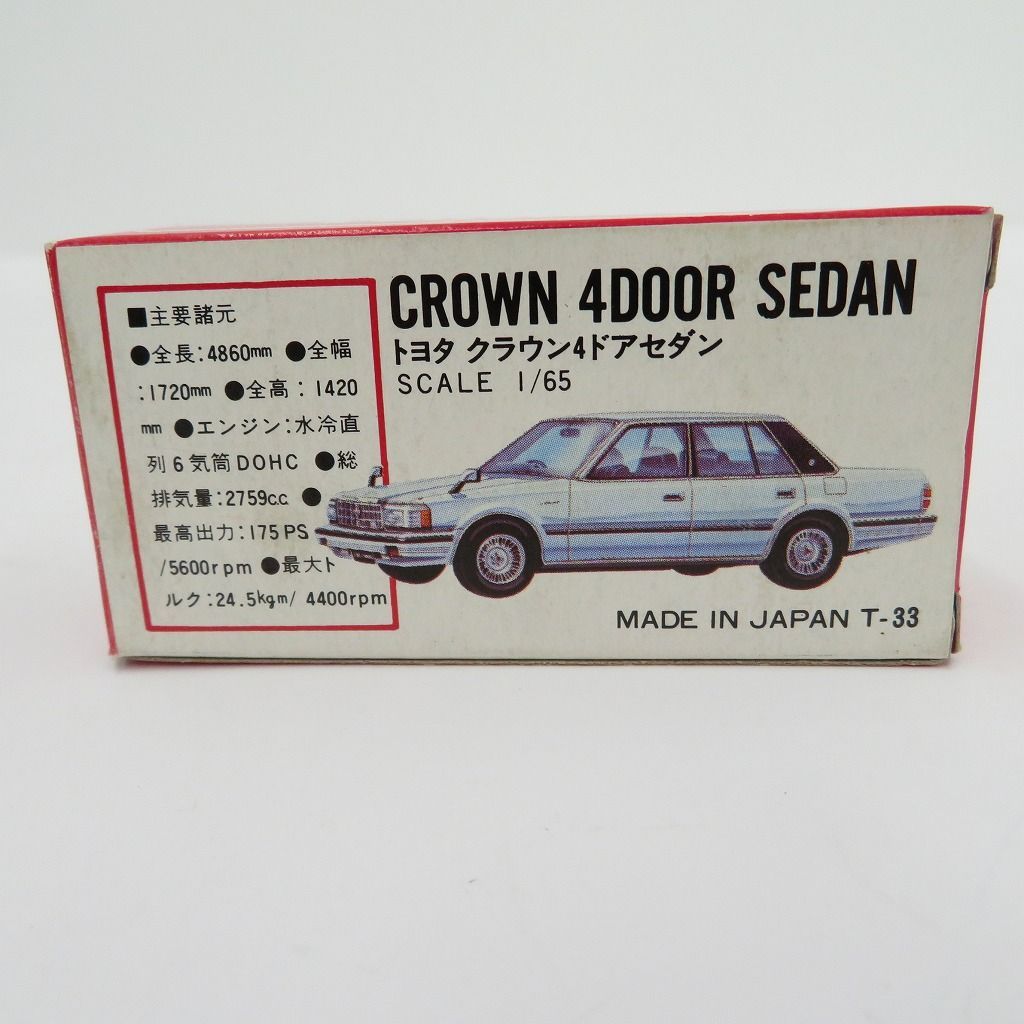 ■主要諸元
●全長:4860mm ●全幅
:1720mm ●全高:1420
mm ●エンジン:水冷直
列6気筒DOHC ●総
排気量:2759c.c ●
最高出力:175PS
/5600rpm ●最大ト
ルク:24.5kgm/4400rpm
CROWN 4DOOR SEDAN
トヨタ クラウン4ドアセダン
SCALE 1/65
MADE IN JAPAN T-33